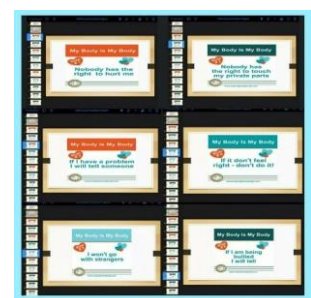 My Body is My Body
Nobody has the
right to hurt me
My Body is My Body
Nobody has
the right to touch
my private parts
My Body is My Body
If I have a problem
I will tell someone
My Body is My Body
If it don't feel
right - don't do it!
My Body is My Body
I won't go
with strangers
My Body is My Body
If I am being
bullied
I will tell